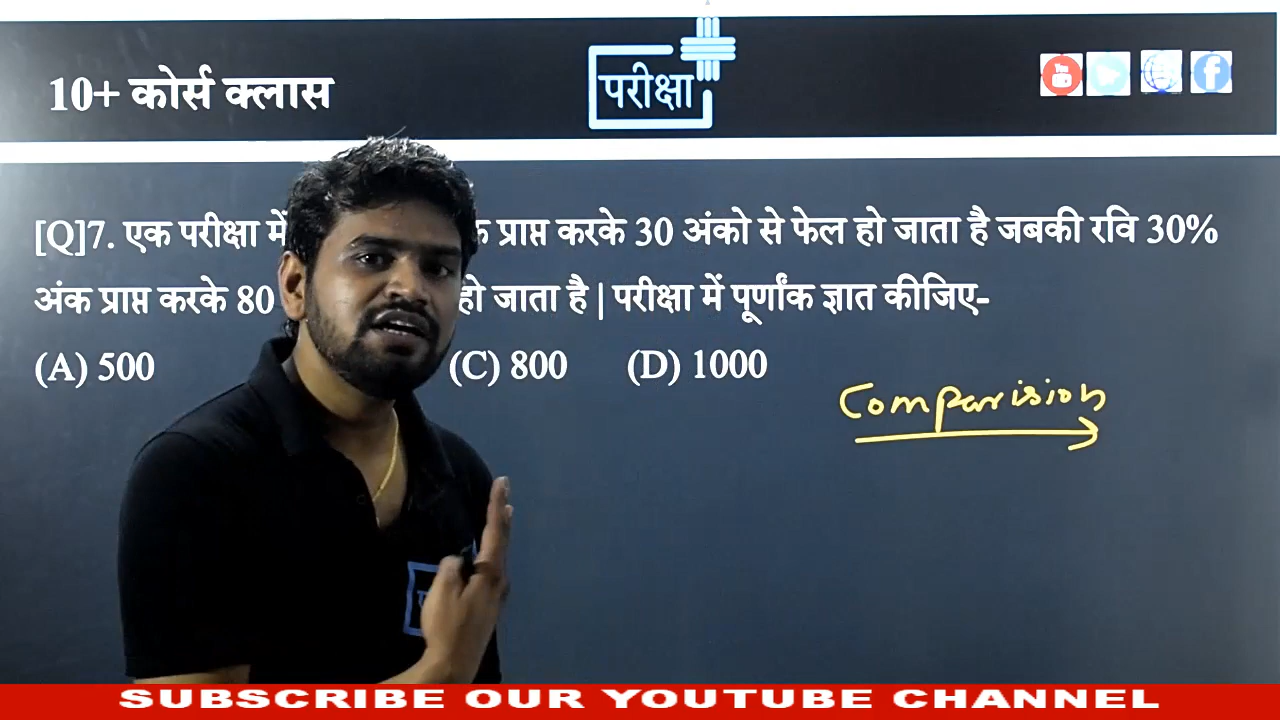 10+ कोर्स क्लास
परीक्षा
You
[Q]7. एक परीक्षा में प्राप्त करके 30 अंको से फेल हो जाता है जबकी रवि 30%
अंक प्राप्त करके 80 हो जाता है | परीक्षा में पूर्णांक ज्ञात कीजिए-
(A) 500 (C) 800 (D) 1000
Comparision
SUBSCRIBE OUR YOUTUBE CHANNEL